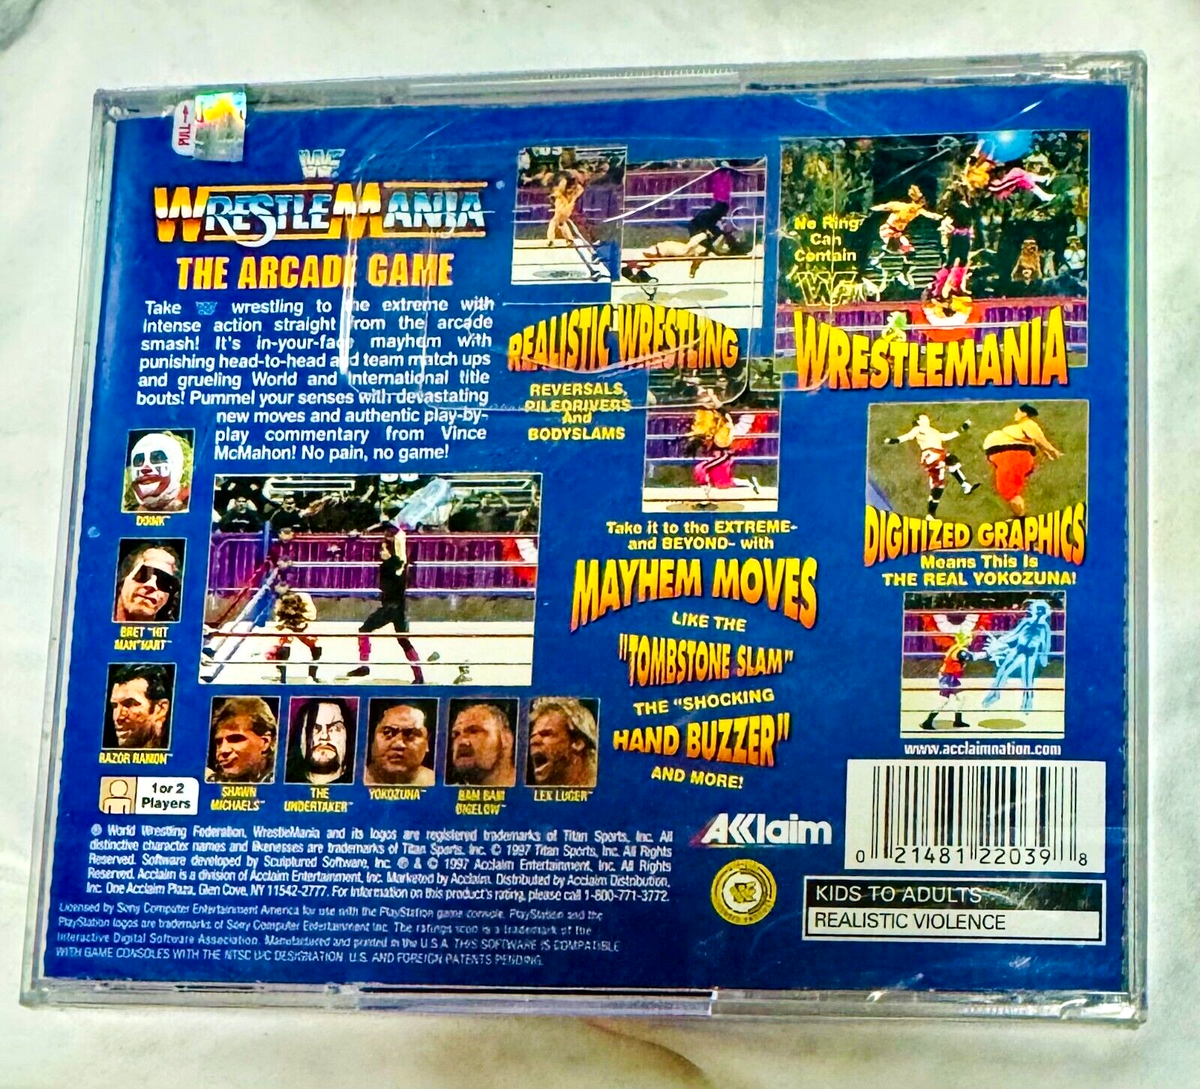 PULL
WRESTLEMANIA
THE ARCADE GAME
Take wrestling to the extreme with
intense action straight from the arcade
smash! It's in-your-face mayhem with
punishing head-to-head and team match ups
and grueling World and International title
bouts! Pummel your senses with devastating
new moves and authentic play-by-
play commentary from Vince
McMahon! No pain, no game!
DOINK™
BRET "HIT
MAN" HART™
RAZOR RAMON™
SHAWN
MICHAELS™
THE
UNDERTAKER™
YOKOZUNA™
BAM BAM
BIGELOW™
LEX LUGER™
1 or 2
Players
REALISTIC WRESTLING
REVERSALS,
PILEDRIVERS
And
BODYSLAMS
No Ring
Can
Contain
WRESTLEMANIA
Take it to the EXTREME-
and BEYOND- with
MAYHEM MOVES
LIKE THE
"TOMBSTONE SLAM"
THE "SHOCKING
HAND BUZZER"
AND MORE!
DIGITIZED GRAPHICS
Means This Is
THE REAL YOKOZUNA!
www.acclaimnation.com
® World Wrestling Federation, WrestleMania and its logos are registered trademarks of Titan Sports, Inc. All
distinctive character names and likenesses are trademarks of Titan Sports, Inc. © 1997 Titan Sports, Inc. All Rights
Reserved. Software developed by Sculptured Software, Inc. ® & © 1997 Acclaim Entertainment, Inc. All Rights
Reserved. Acclaim is a division of Acclaim Entertainment, Inc. Marketed by Acclaim. Distributed by Acclaim Distribution,
Inc. One Acclaim Plaza, Glen Cove, NY 11542-2777. For information on this product's rating, please call 1-800-771-3772.
Licensed by Sony Computer Entertainment America for use with the PlayStation game console. PlayStation and the
PlayStation logos are trademarks of Sony Computer Entertainment Inc. The ratings icon is a trademark of the
Interactive Digital Software Association. Manufactured and printed in the U.S.A. THIS SOFTWARE IS COMPATIBLE
WITH GAME CONSOLES WITH THE NTSC U/C DESIGNATION. U.S. AND FOREIGN PATENTS PENDING.
AKKlaim
0 21481 22039 8
KIDS TO ADULTS
REALISTIC VIOLENCE